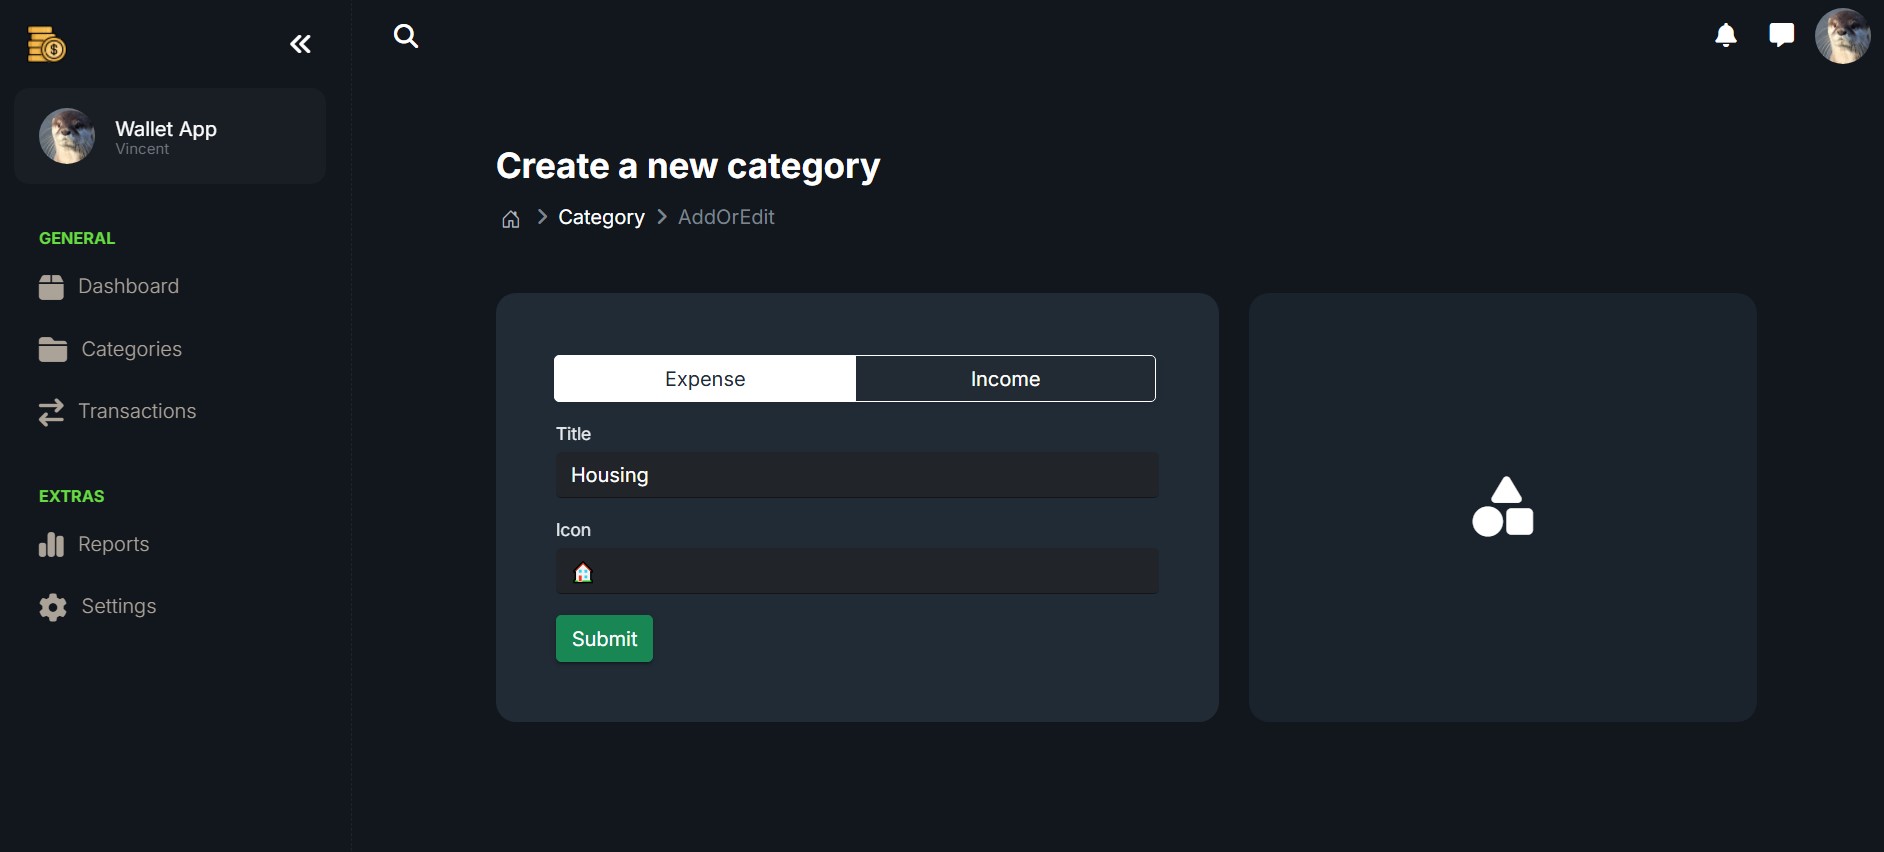 Wallet App
Vincent
GENERAL
Dashboard
Categories
Transactions
EXTRAS
Reports
Settings
Create a new category
Category
AddOrEdit
Expense
Income
Title
Housing
Icon
Submit